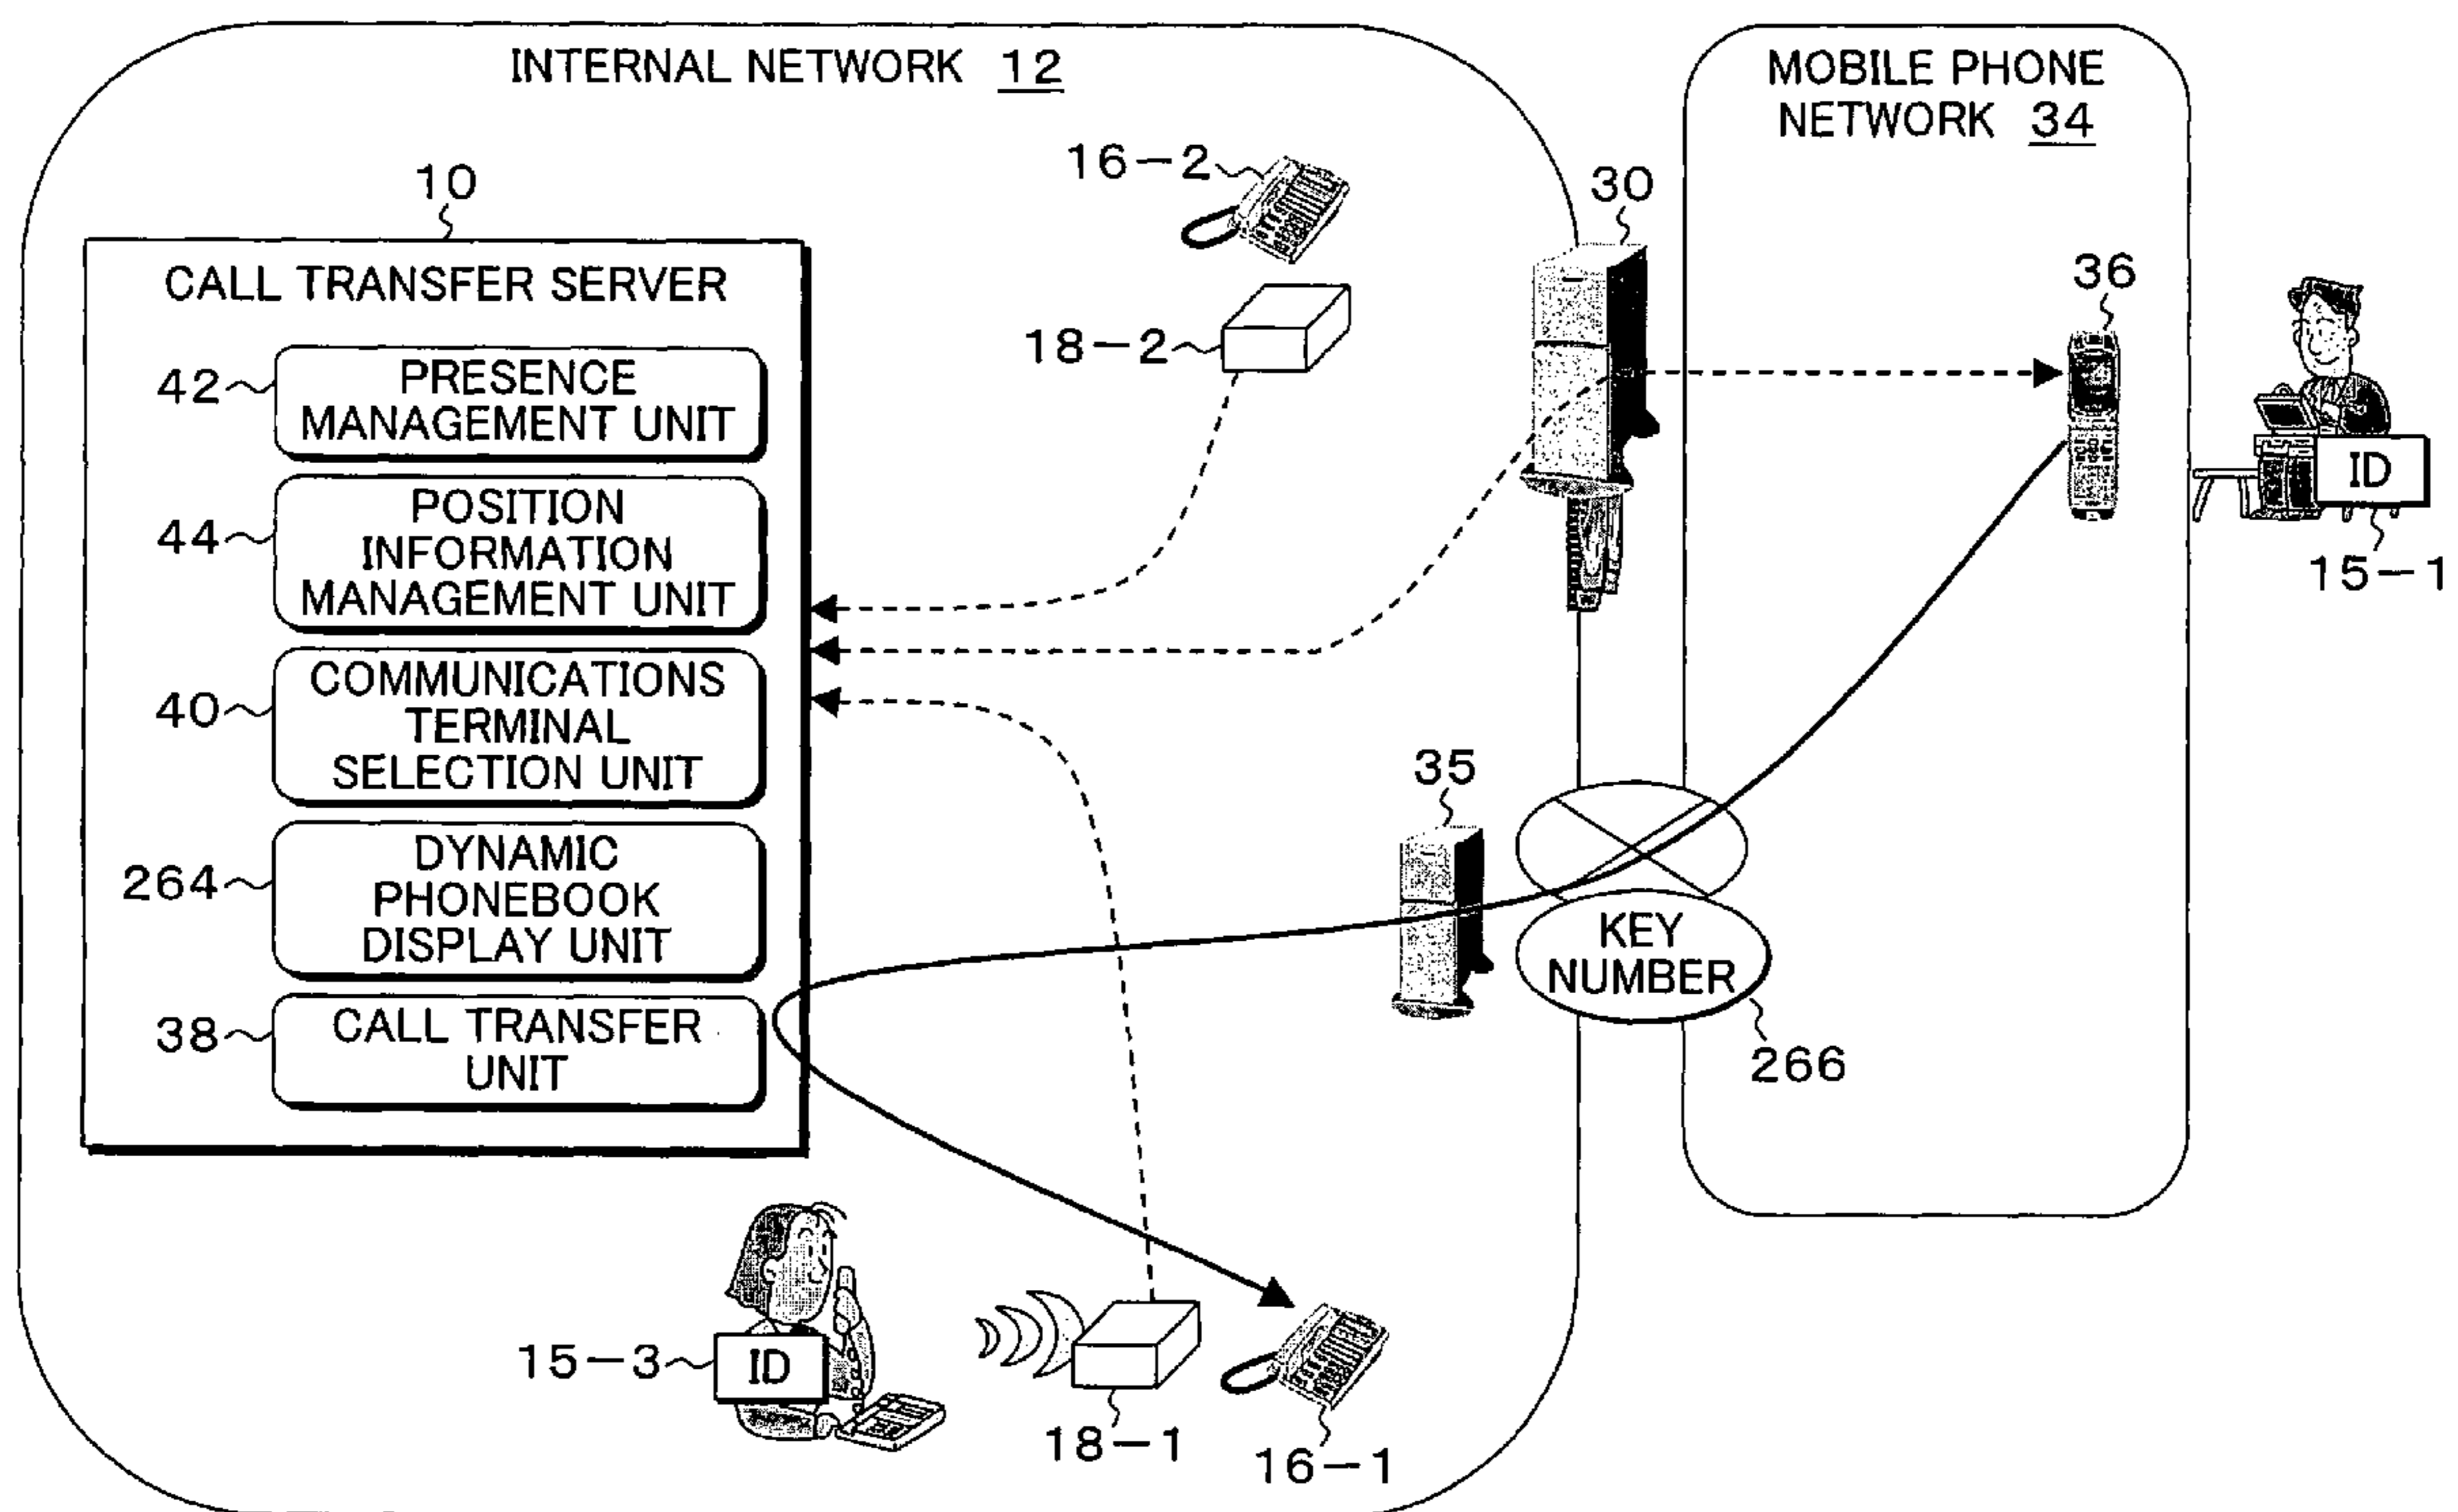 INTERNAL NETWORK 12
MOBILE PHONE
NETWORK 34
16-2
10
30
CALL TRANSFER SERVER
36
18-2
42
PRESENCE
MANAGEMENT UNIT
ID
15-1
44
POSITION
INFORMATION
MANAGEMENT UNIT
40
COMMUNICATIONS
TERMINAL
SELECTION UNIT
35
264
DYNAMIC
PHONEBOOK
DISPLAY UNIT
KEY
NUMBER
266
38
CALL TRANSFER
UNIT
15-3
ID
18-1
16-1